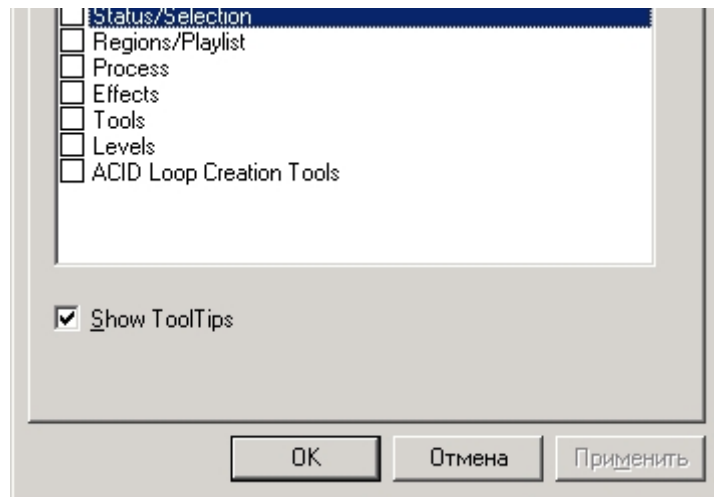 Status/Selection
Regions/Playlist
Process
Effects
Tools
Levels
ACID Loop Creation Tools
Show ToolTips
OK Отмена Применить